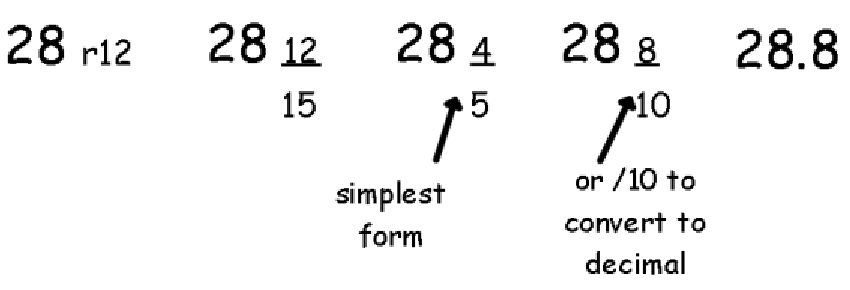 28 r12 28 12 28 4 28 8 28.8
15 5 10
simplest
form
or /10 to
convert to
decimal